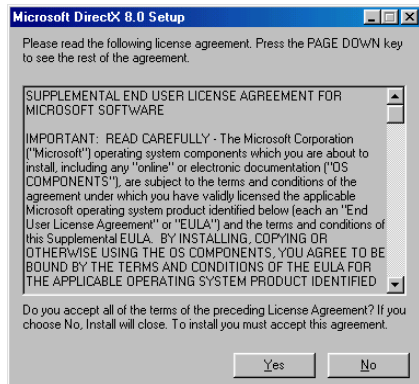 Microsoft DirectX 8.0 Setup
Please read the following license agreement. Press the PAGE DOWN key
to see the rest of the agreement.
SUPPLEMENTAL END USER LICENSE AGREEMENT FOR
MICROSOFT SOFTWARE
IMPORTANT: READ CAREFULLY - The Microsoft Corporation
("Microsoft") operating system components which you are about to
install, including any "online" or electronic documentation ("OS
COMPONENTS"), are subject to the terms and conditions of the
agreement under which you have validly licensed the applicable
Microsoft operating system product identified below (each an "End
User License Agreement" or "EULA") and the terms and conditions of
this Supplemental EULA. BY INSTALLING, COPYING OR
OTHERWISE USING THE OS COMPONENTS, YOU AGREE TO BE
BOUND BY THE TERMS AND CONDITIONS OF THE EULA FOR
THE APPLICABLE OPERATING SYSTEM PRODUCT IDENTIFIED
Do you accept all of the terms of the preceding License Agreement? If you
choose No, Install will close. To install you must accept this agreement.
Yes No